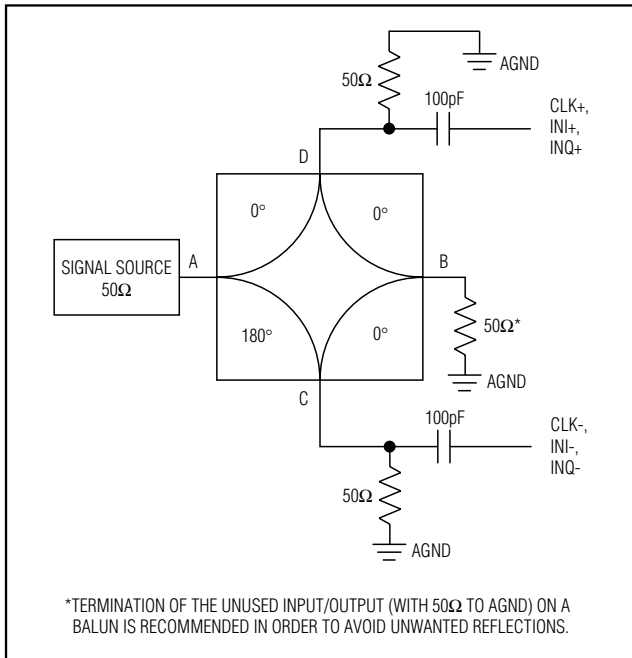 AGND
50Ω
100pF
CLK+,
INI+,
INQ+
D
0°
0°
SIGNAL SOURCE
50Ω
A
B
180°
0°
50Ω*
AGND
C
100pF
CLK-,
INI-,
INQ-
50Ω
AGND
*TERMINATION OF THE UNUSED INPUT/OUTPUT (WITH 50Ω TO AGND) ON A
BALUN IS RECOMMENDED IN ORDER TO AVOID UNWANTED REFLECTIONS.